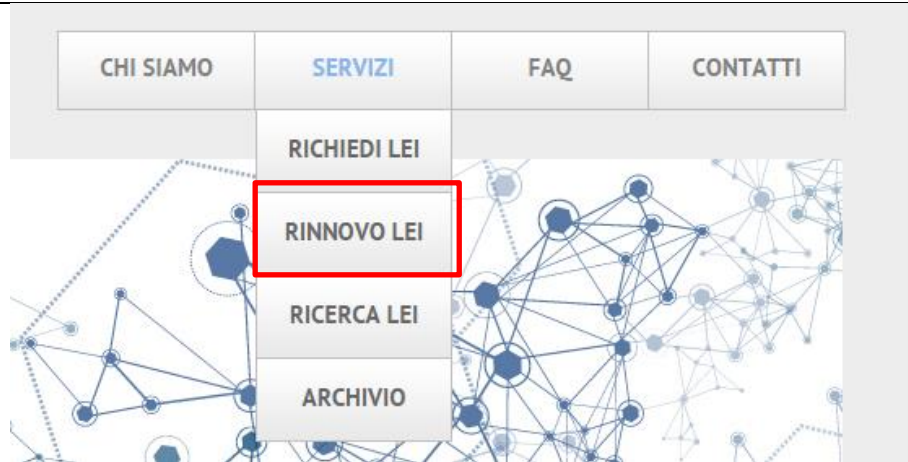 CHI SIAMO SERVIZI FAQ CONTATTI
RICHIEDI LEI
RINNOVO LEI
RICERCA LEI
ARCHIVIO